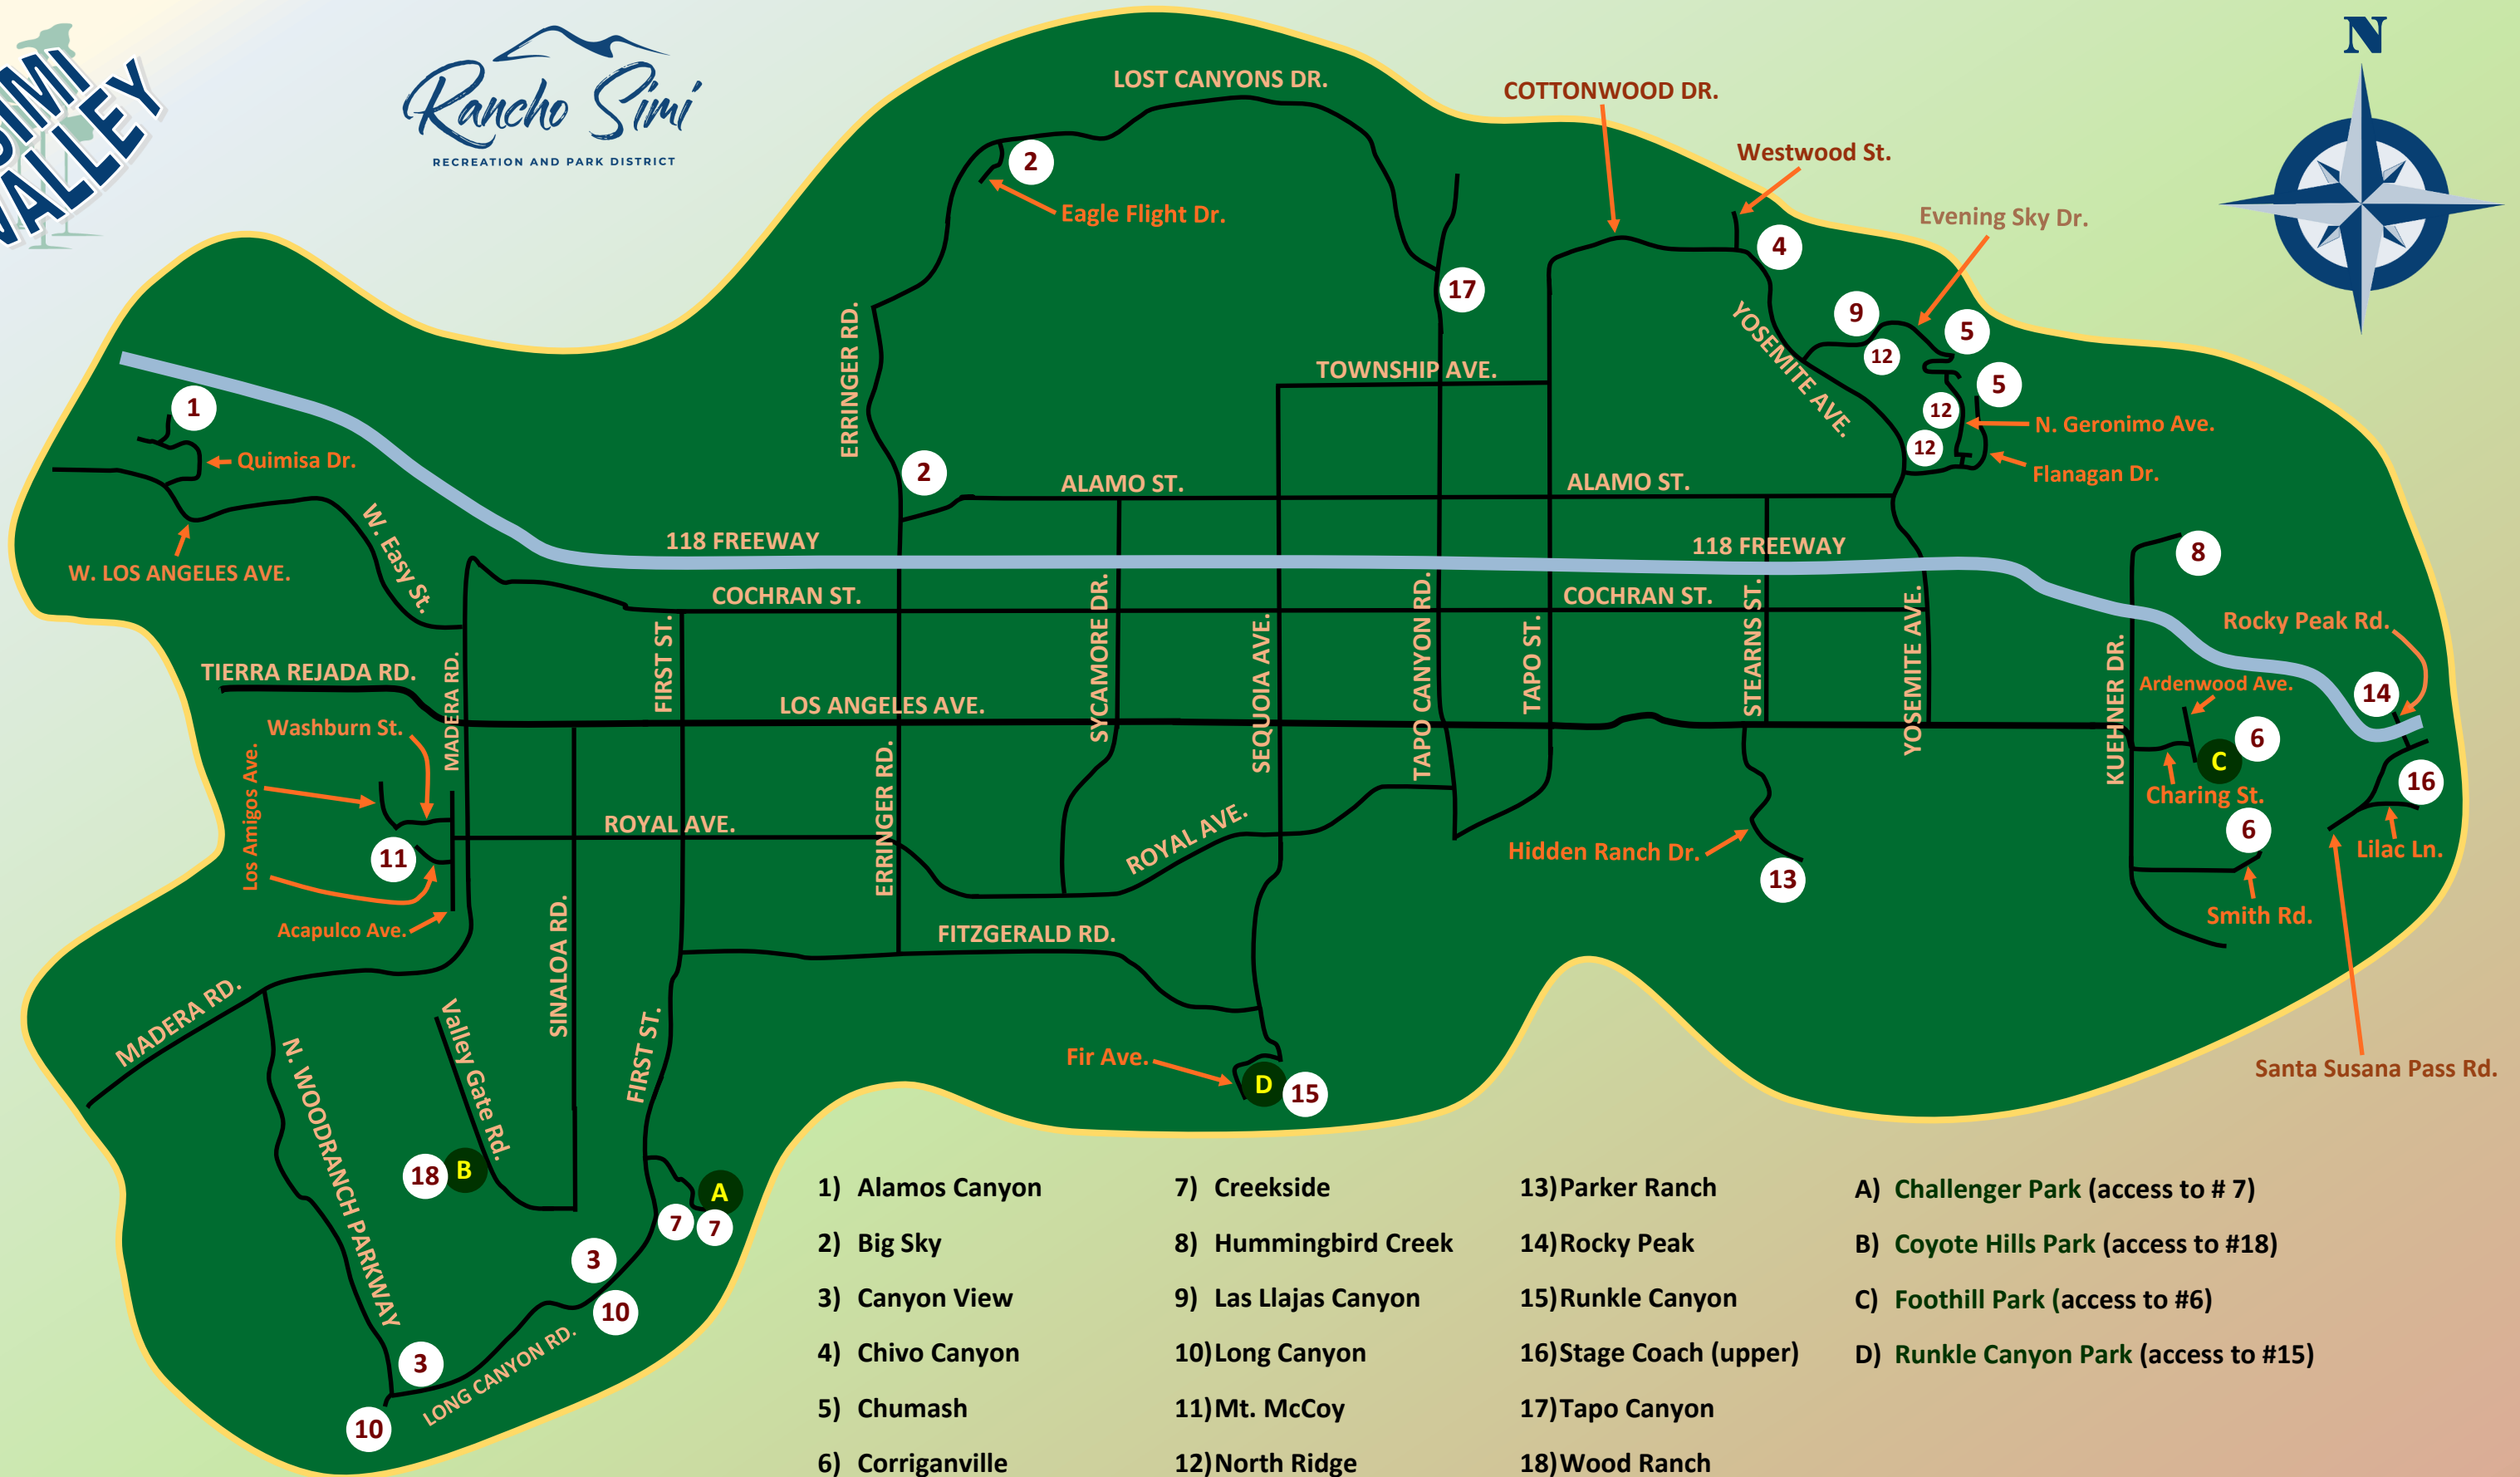 SIMI
VALLEY
Rancho Simi
RECREATION AND PARK DISTRICT
N
LOST CANYONS DR.
COTTONWOOD DR.
Westwood St.
2
Eagle Flight Dr.
Evening Sky Dr.
4
17
9
5
12
YOSEMITE AVE.
ERRINGER RD.
TOWNSHIP AVE.
5
1
12
N. Geronimo Ave.
12
Quimisa Dr.
2
Flanagan Dr.
ALAMO ST.
ALAMO ST.
W. Easy St.
118 FREEWAY
118 FREEWAY
8
W. LOS ANGELES AVE.
COCHRAN ST.
COCHRAN ST.
Rocky Peak Rd.
FIRST ST.
SYCAMORE DR.
SEQUOIA AVE.
TAPO CANYON RD.
TAPO ST.
STEARNS ST.
YOSEMITE AVE.
KUEHNER DR.
TIERRA REJADA RD.
MADERA RD.
Ardenwood Ave.
14
LOS ANGELES AVE.
Washburn St.
6
C
16
Charing St.
Los Amigos Ave.
ERRINGER RD.
ROYAL AVE.
ROYAL AVE.
6
11
Hidden Ranch Dr.
Lilac Ln.
13
Smith Rd.
Acapulco Ave.
SINALOA RD.
FITZGERALD RD.
MADERA RD.
Valley Gate Rd.
FIRST ST.
Fir Ave.
D
15
Santa Susana Pass Rd.
N. WOODRANCH PARKWAY
18
B
A
7
7
3
10
LONG CANYON RD.
3
10
1) Alamos Canyon
2) Big Sky
3) Canyon View
4) Chivo Canyon
5) Chumash
6) Corriganville
7) Creekside
8) Hummingbird Creek
9) Las Llajas Canyon
10)Long Canyon
11)Mt. McCoy
12)North Ridge
13)Parker Ranch
14)Rocky Peak
15)Runkle Canyon
16)Stage Coach (upper)
17)Tapo Canyon
18)Wood Ranch
A) Challenger Park (access to # 7)
B) Coyote Hills Park (access to #18)
C) Foothill Park (access to #6)
D) Runkle Canyon Park (access to #15)